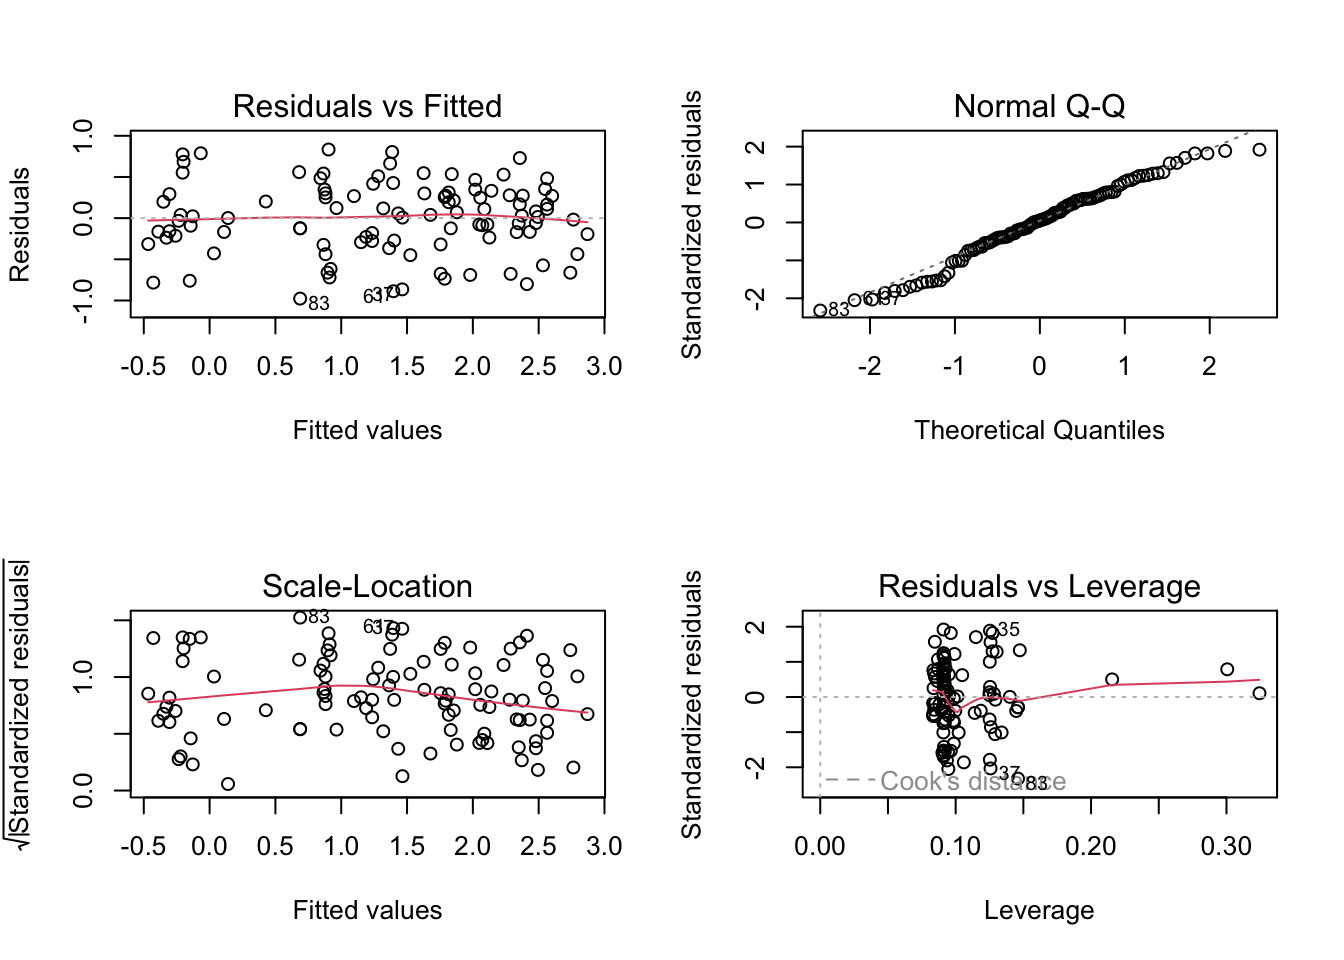 Residuals vs Fitted
Residuals
1.0
0.0
-1.0
83
637
-0.5 0.0 0.5 1.0 1.5 2.0 2.5 3.0
Fitted values
Normal Q-Q
Standardized residuals
2
1
0
-2
83
-2 -1 0 1 2
Theoretical Quantiles
Scale-Location
√|Standardized residuals|
1.0
0.0
83
-0.5 0.0 0.5 1.0 1.5 2.0 2.5 3.0
Fitted values
Residuals vs Leverage
Standardized residuals
2
1
0
-2
35
37
83
Cook's distance
0.00 0.10 0.20 0.30
Leverage